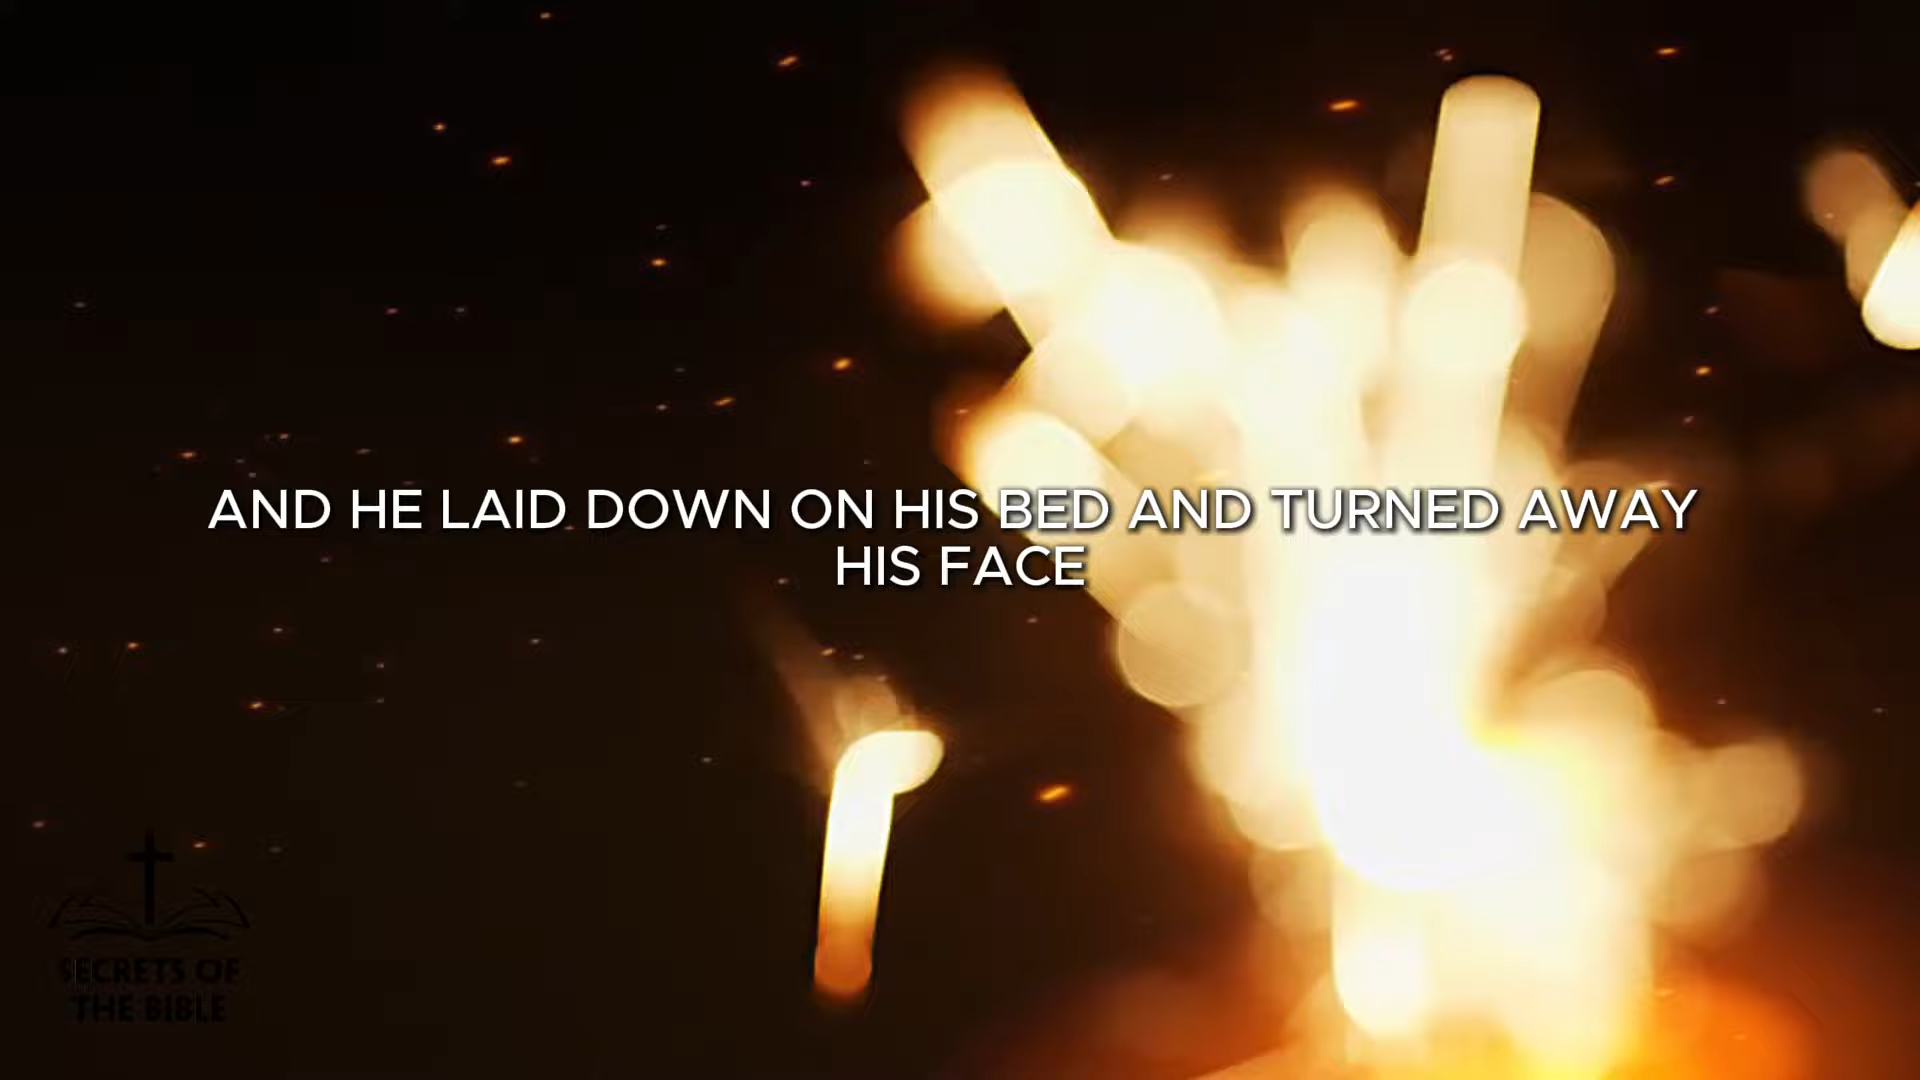 AND HE LAID DOWN ON HIS BED AND TURNED AWAY
HIS FACE
SECRETS OF
THE BIBLE